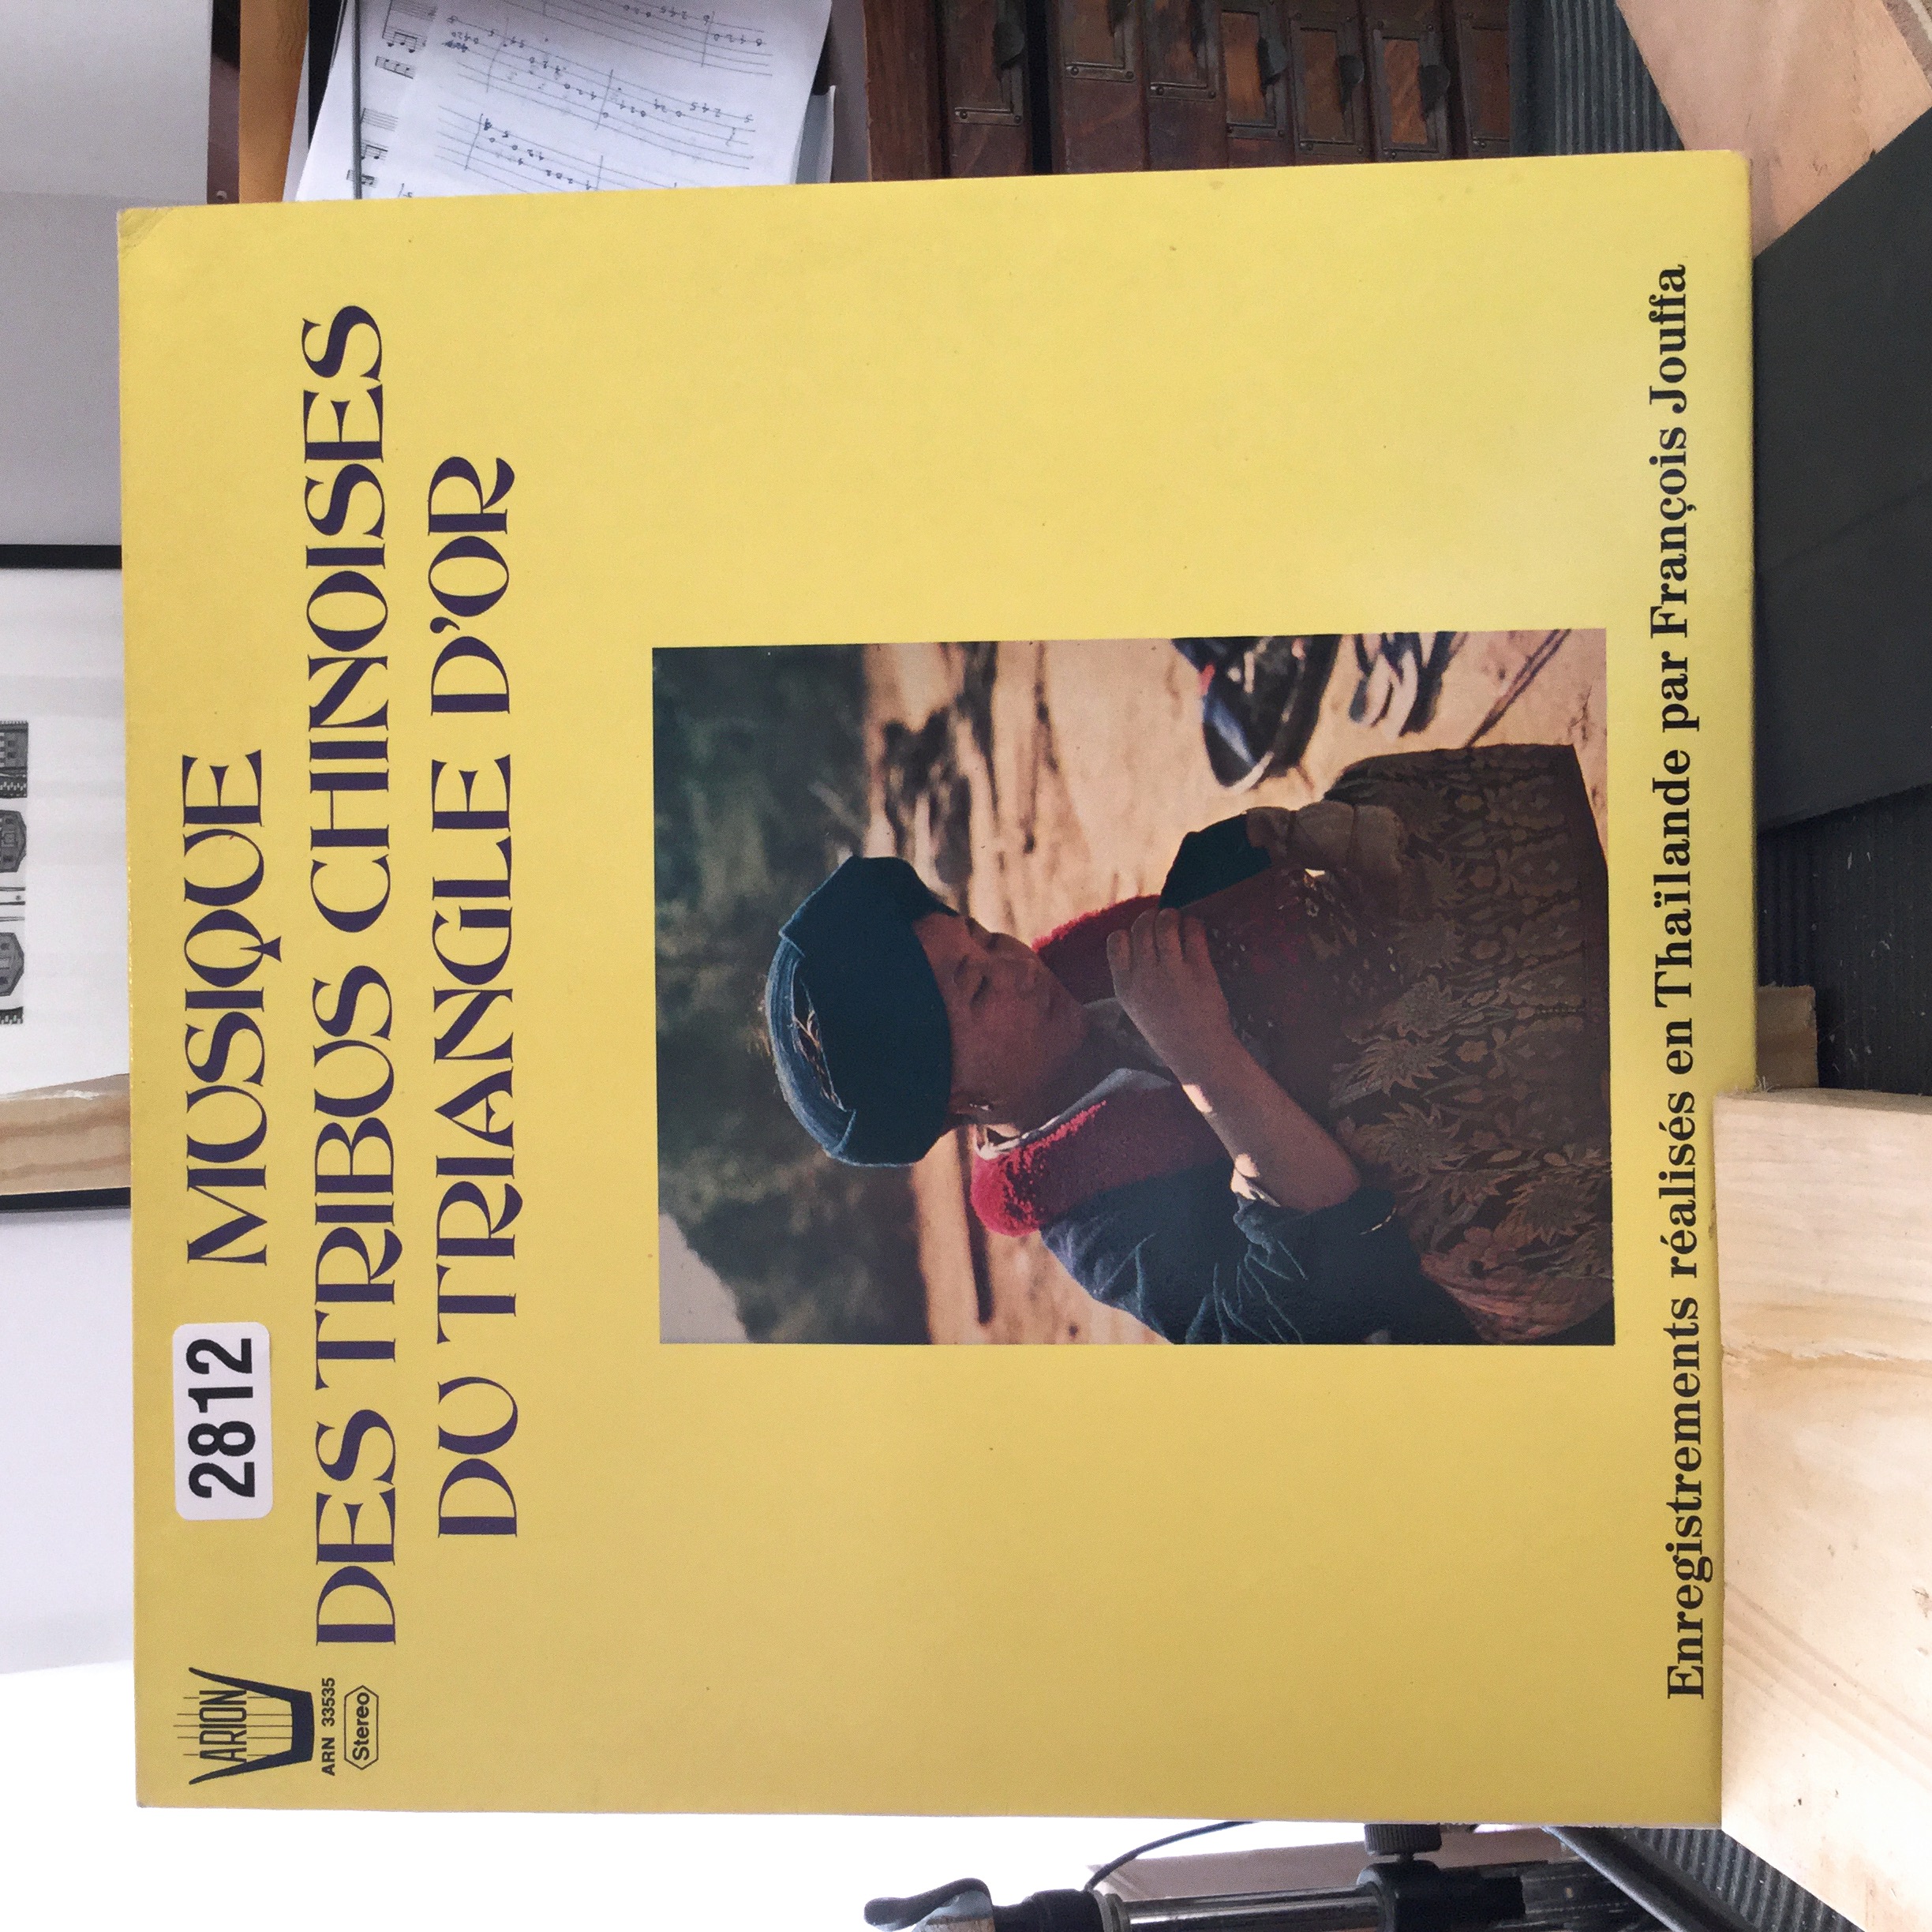 ARION
ARN 33535
Stereo
2812
MUSIQUE
DES TRIBUS CHINOISES
DU TRIANGLE D'OR
Enregistrements réalisés en Thaïlande par François Jouffa